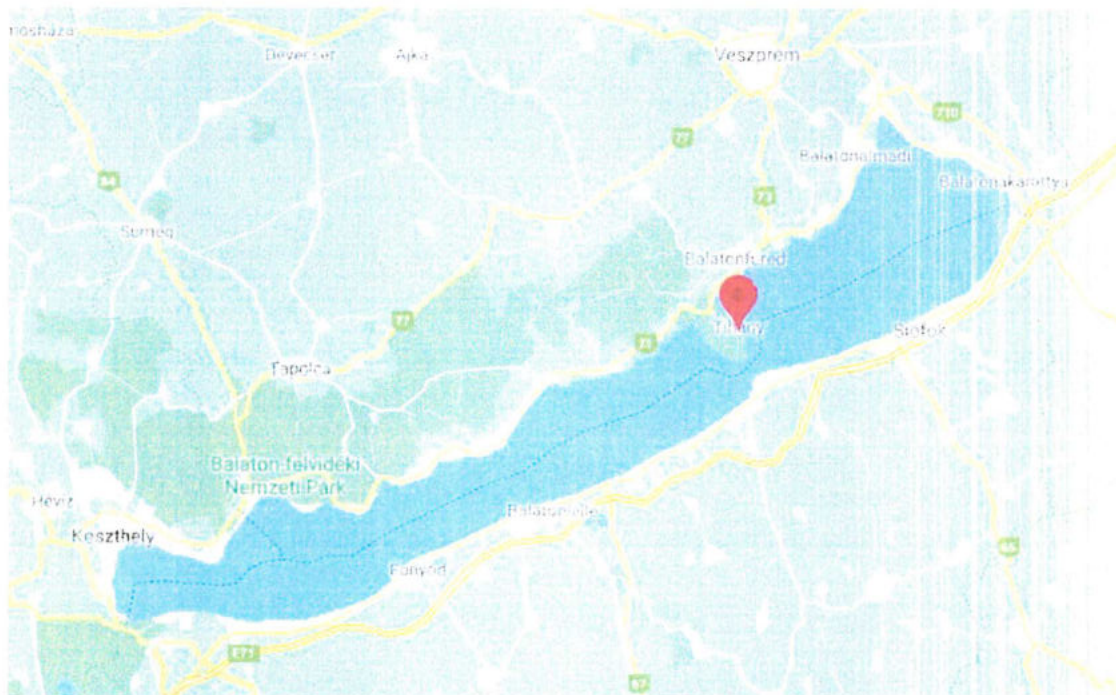 nosháza
Devecser
Ajka
Veszprém
710
77
Balatonalmádi
84
Balatonakarattya
73
Sümeg
Balatonfüred
77
Tihany
Siófok
71
Tapolca
Balaton-felvidéki
Nemzeti Park
Hévíz
Balatonlelle
Keszthely
65
Fonyód
E71
67